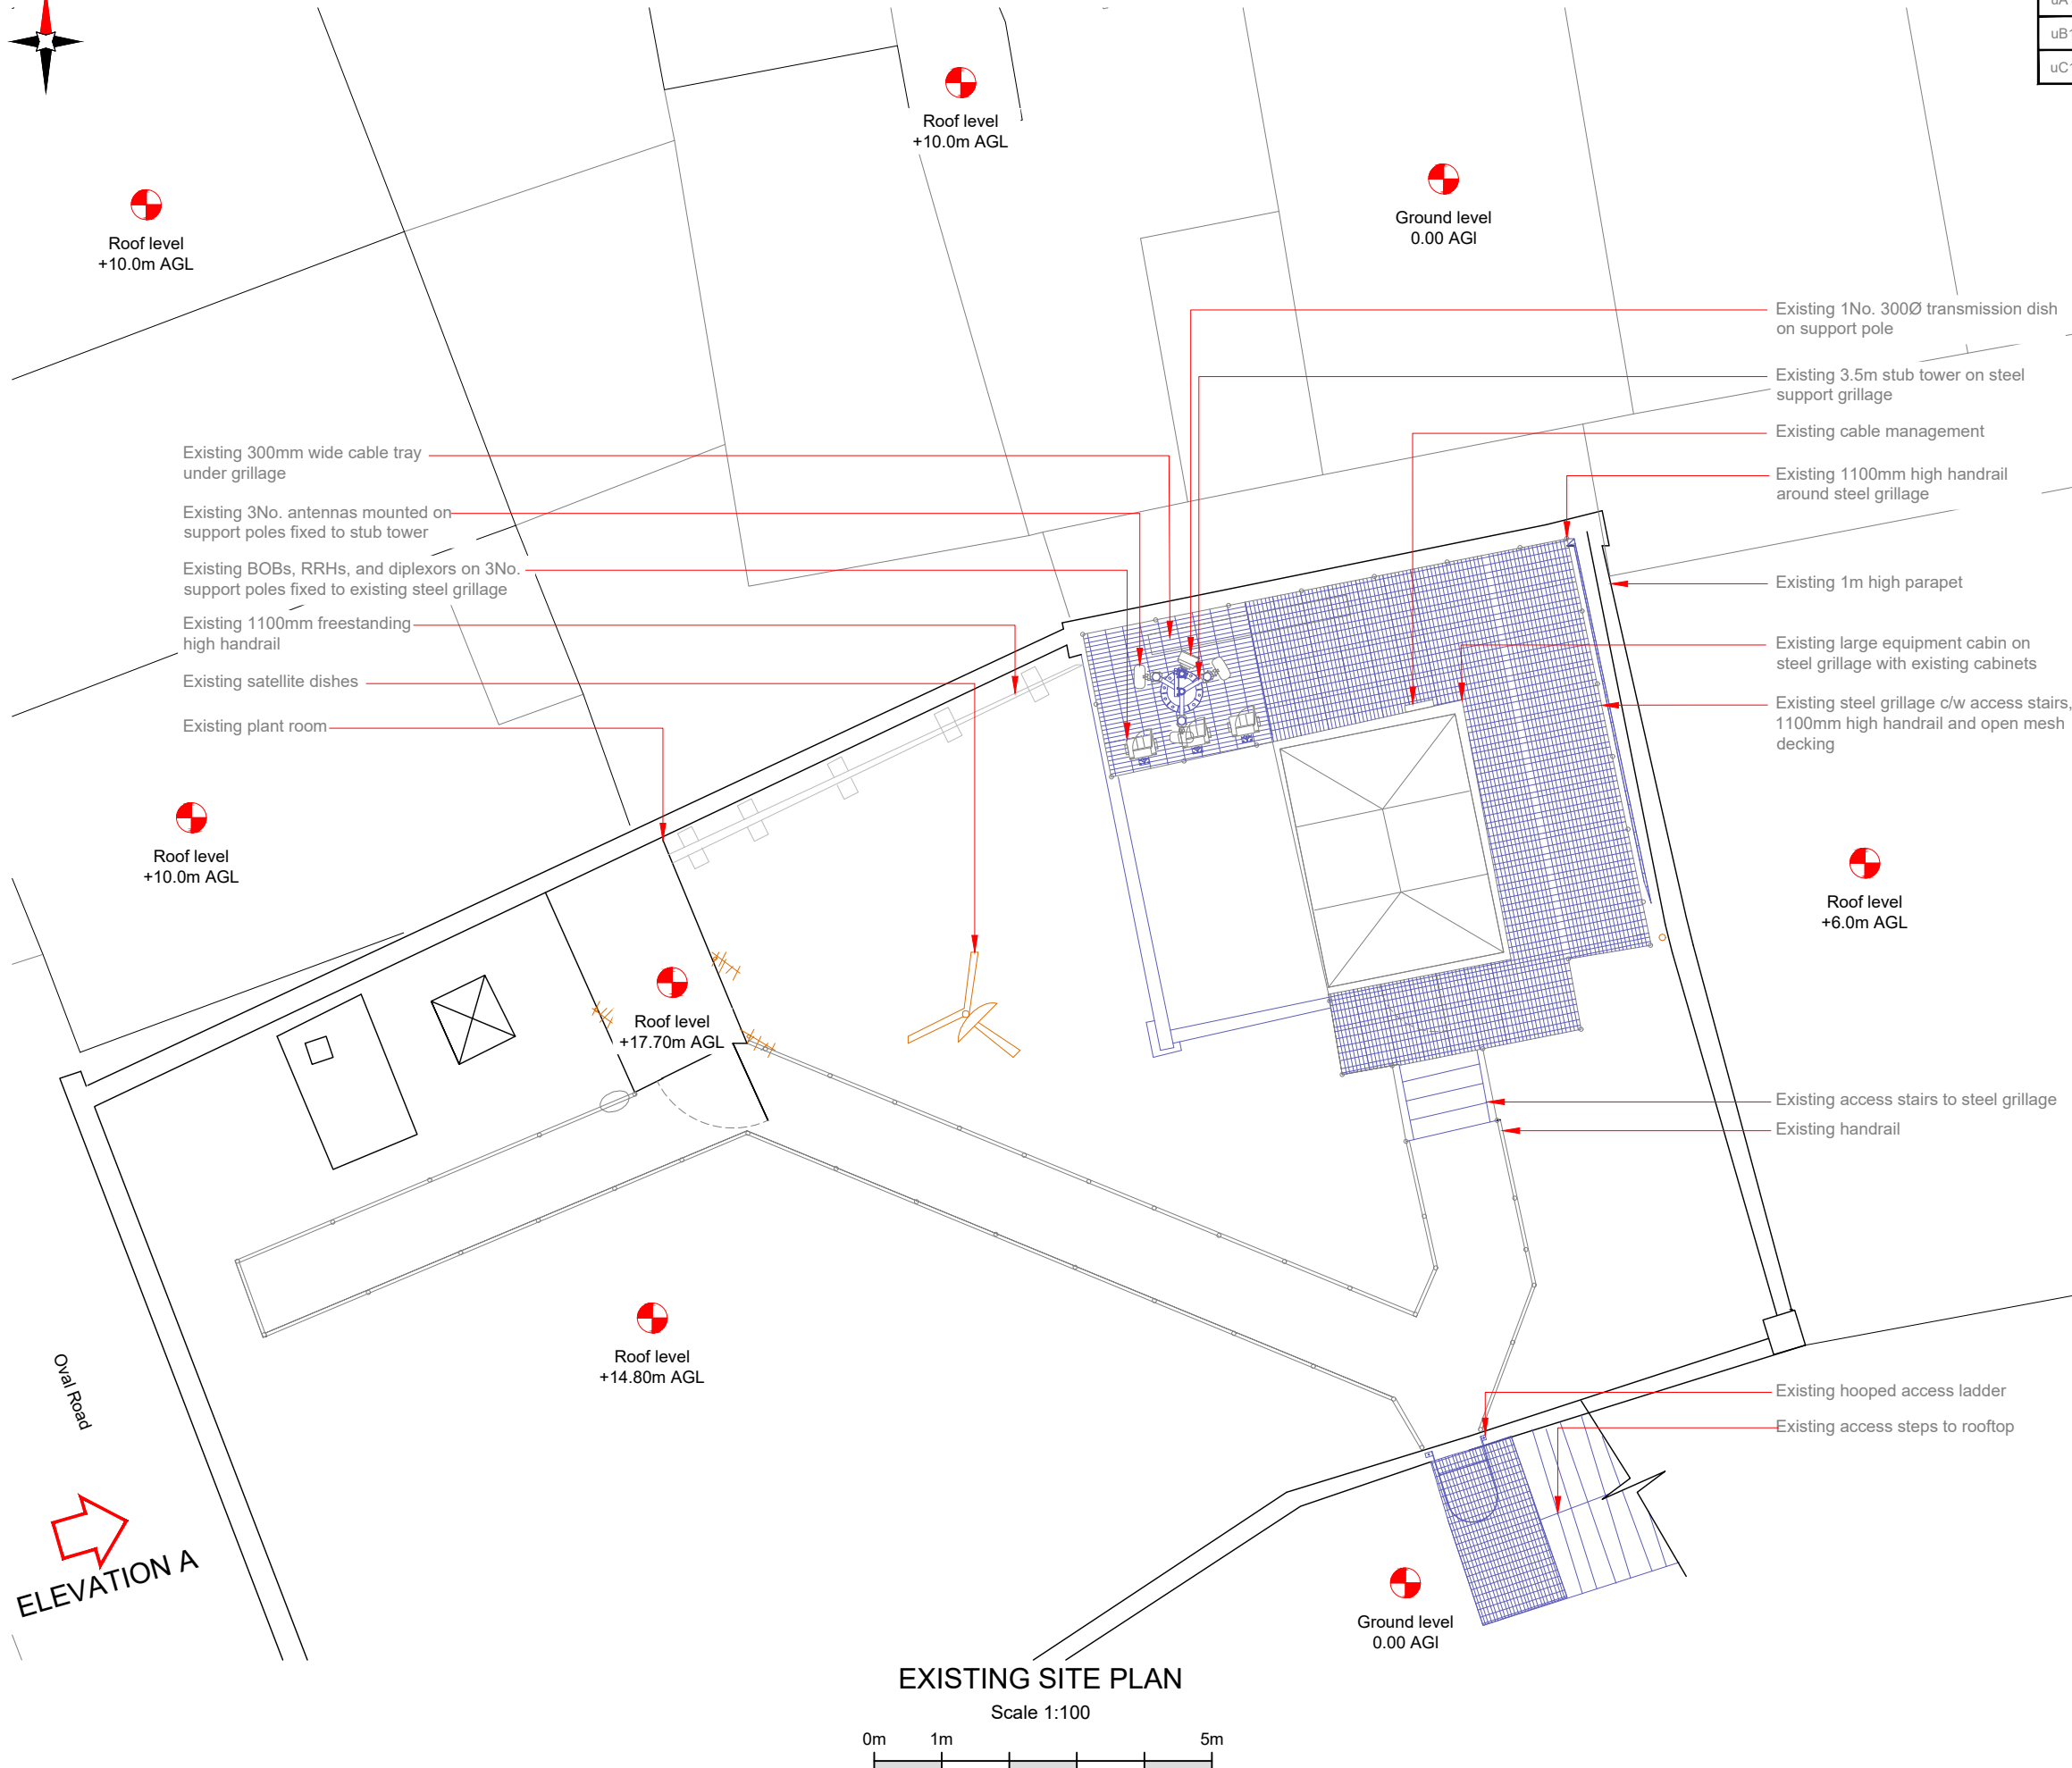 uB1
uC1
Roof level
+10.0m AGL
Roof level
+10.0m AGL
Ground level
0.00 AGl
Existing 1No. 300Ø transmission dish
on support pole
Existing 3.5m stub tower on steel
support grillage
Existing cable management
Existing 1100mm high handrail
around steel grillage
Existing 1m high parapet
Existing large equipment cabin on
steel grillage with existing cabinets
Existing steel grillage c/w access stairs,
1100mm high handrail and open mesh
decking
Existing 300mm wide cable tray
under grillage
Existing 3No. antennas mounted on
support poles fixed to stub tower
Existing BOBs, RRHs, and diplexors on 3No.
support poles fixed to existing steel grillage
Existing 1100mm freestanding
high handrail
Existing satellite dishes
Existing plant room
Roof level
+10.0m AGL
Roof level
+6.0m AGL
Roof level
+17.70m AGL
Existing access stairs to steel grillage
Existing handrail
Roof level
+14.80m AGL
Oval Road
Existing hooped access ladder
Existing access steps to rooftop
ELEVATION A
Ground level
0.00 AGl
EXISTING SITE PLAN
Scale 1:100
0m 1m 5m